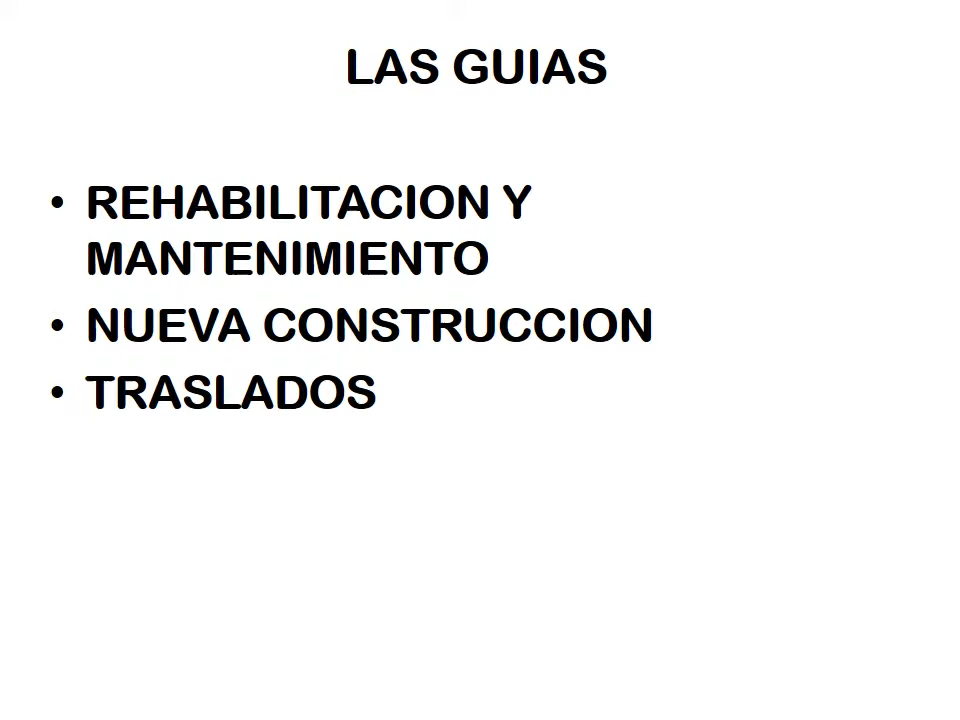 LAS GUIAS
• REHABILITACION Y
MANTENIMIENTO
• NUEVA CONSTRUCCION
• TRASLADOS